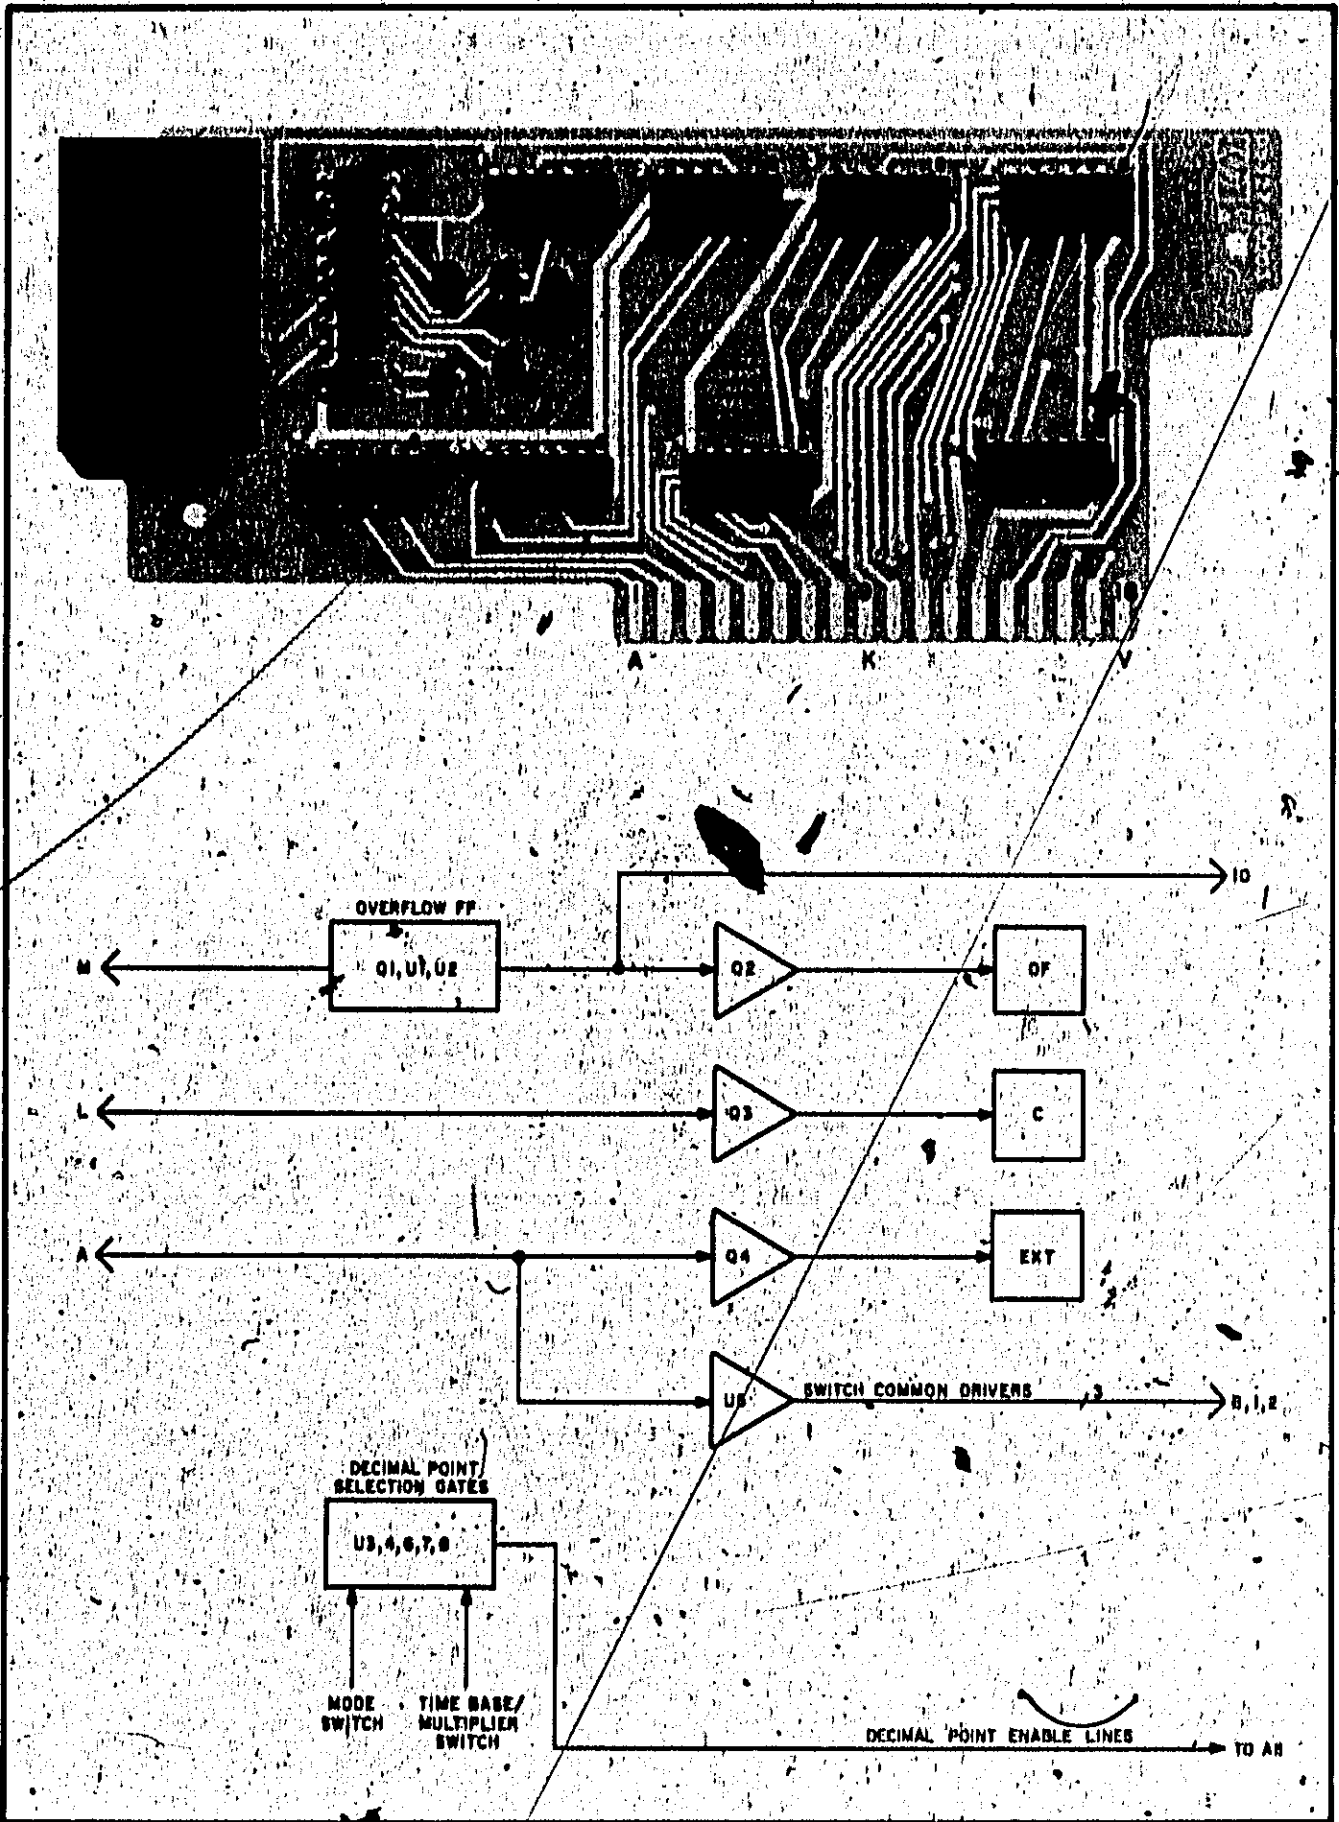 A K V
10
OVERFLOW FF
M Q1, U1, U2 Q2 OF
L Q3 C
A Q4 EXT
SWITCH COMMON DRIVERS 3
DECIMAL POINT
SELECTION GATES
MODE
SWITCH
TIME BASE/
MULTIPLIER
SWITCH
DECIMAL POINT ENABLE LINES